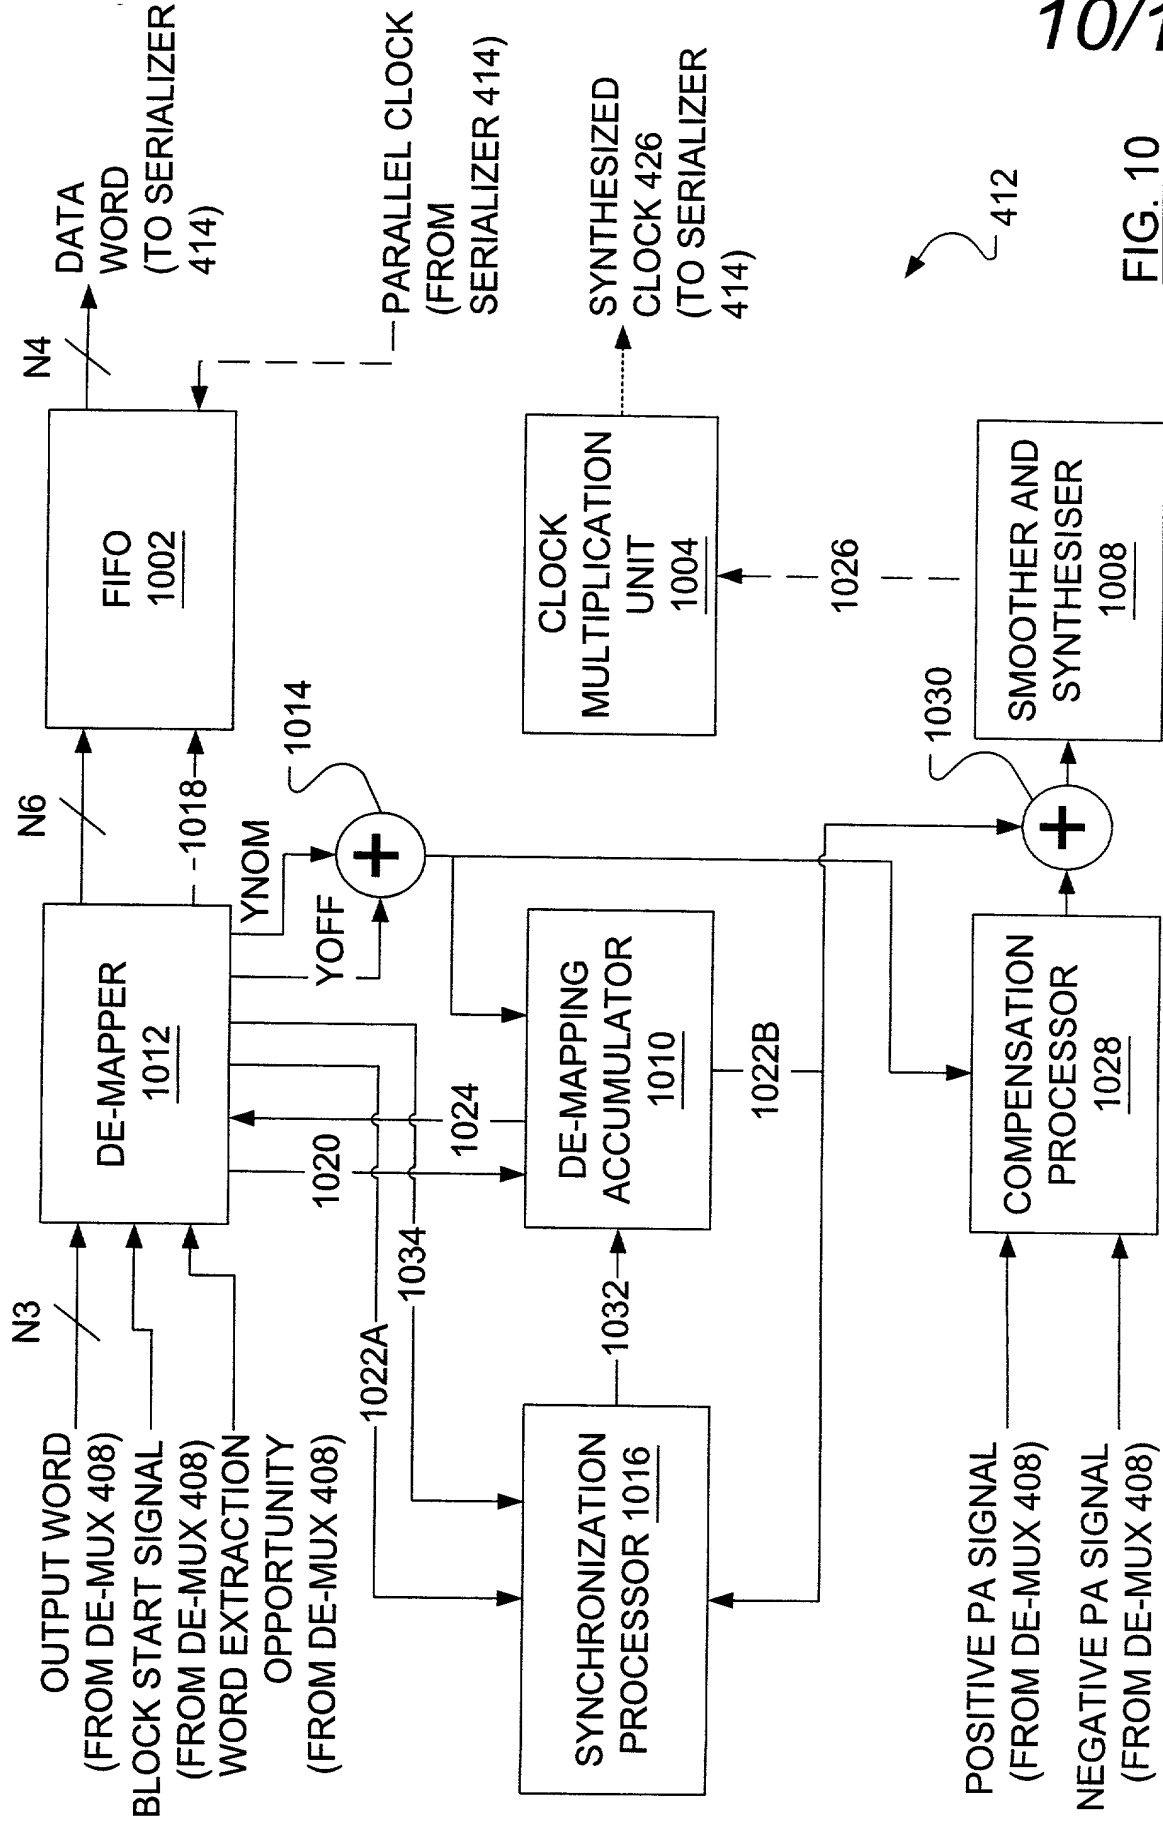 10/1
OUTPUT WORD
(FROM DE-MUX 408)
BLOCK START SIGNAL
(FROM DE-MUX 408)
WORD EXTRACTION
OPPORTUNITY
(FROM DE-MUX 408)
N3
DE-MAPPER
1012
N6
1018
YNOM
YOFF
1014
FIFO
1002
N4
DATA
WORD
(TO SERIALIZER
414)
PARALLEL CLOCK
(FROM
SERIALIZER 414)
1022A
1034
1020
1024
SYNCHRONIZATION
PROCESSOR 1016
1032
DE-MAPPING
ACCUMULATOR
1010
1022B
CLOCK
MULTIPLICATION
UNIT
1004
SYNTHESIZED
CLOCK 426
(TO SERIALIZER
414)
1026
POSITIVE PA SIGNAL
(FROM DE-MUX 408)
NEGATIVE PA SIGNAL
(FROM DE-MUX 408)
COMPENSATION
PROCESSOR
1028
1030
SMOOTHER AND
SYNTHESISER
1008
412
FIG. 10